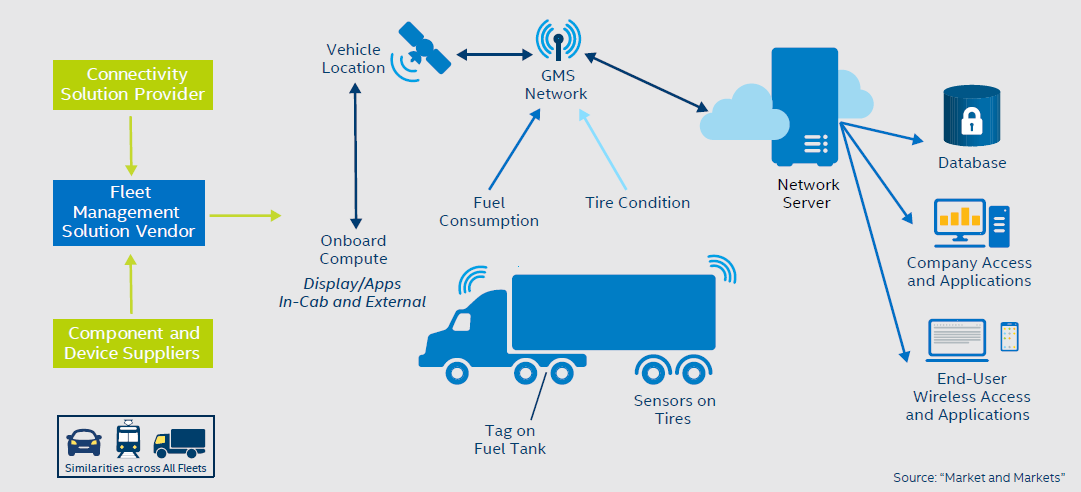 Connectivity
Solution Provider
Fleet
Management
Solution Vendor
Component and
Device Suppliers
Similarities across All Fleets
Vehicle
Location
Onboard
Compute
Display/Apps
In-Cab and External
GMS
Network
Fuel
Consumption
Tire Condition
Tag on
Fuel Tank
Sensors on
Tires
Network
Server
Database
Company Access
and Applications
End-User
Wireless Access
and Applications
Source: “Market and Markets”